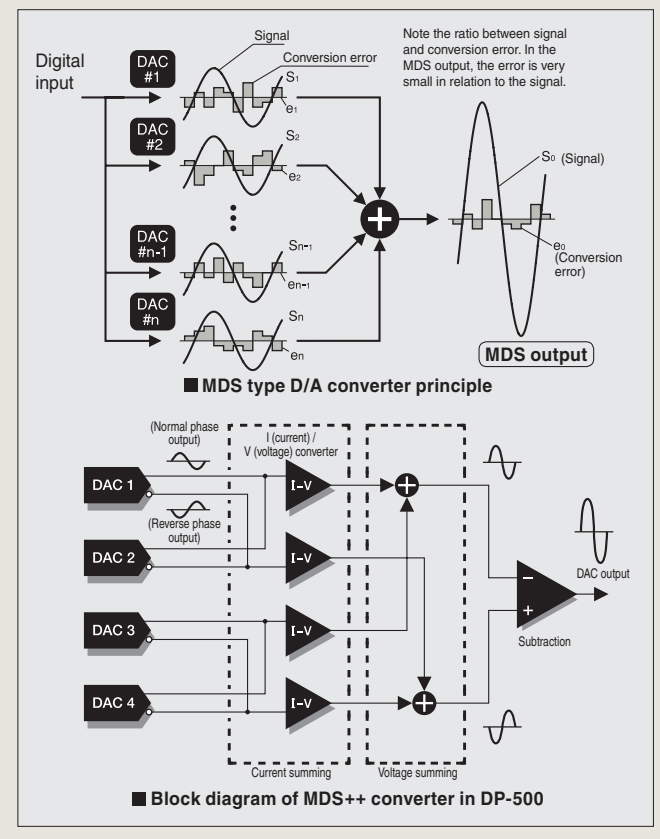 Digital
input
DAC
#1
Signal
Conversion error
S1
e1
DAC
#2
S2
e2
DAC
#n-1
Sn-1
en-1
DAC
#n
Sn
en
Note the ratio between signal
and conversion error. In the
MDS output, the error is very
small in relation to the signal.
S0 (Signal)
e0
(Conversion
error)
MDS output
■ MDS type D/A converter principle
(Normal phase
output)
I (current) /
V (voltage) converter
DAC 1
I-V
(Reverse phase
output)
DAC 2
I-V
DAC 3
I-V
DAC 4
I-V
−
+
DAC output
Subtraction
Current summing
Voltage summing
■ Block diagram of MDS++ converter in DP-500